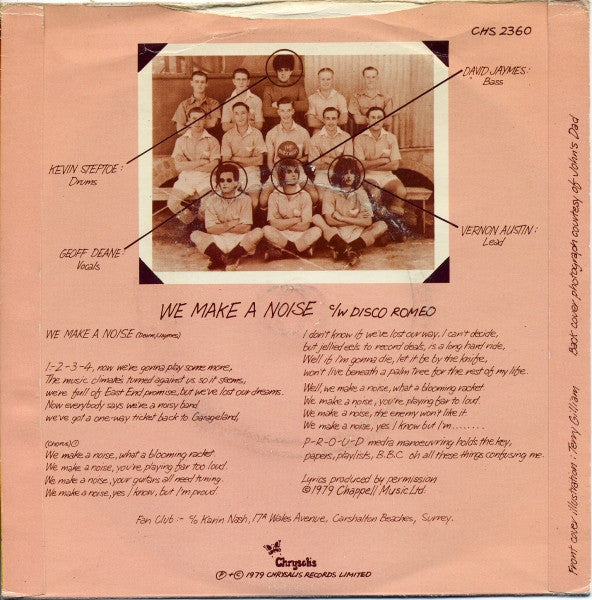 CHS 2360
DAVID JAYMES:
Bass
KEVIN STEPTOE:
Drums
VERNON AUSTIN:
Lead
GEOFF DEANE:
Vocals
WE MAKE A NOISE c/w DISCO ROMEO
WE MAKE A NOISE (Deane, Jaymes)
1-2-3-4, now we're gonna play some more,
The music climates turned against us so it seems,
we're full of East End promise, but we've lost our dreams.
Now everybody says we're a noisy band
we've got a one-way ticket back to Garageland,
(Chorus) ①
We make a noise, what a blooming racket
We make a noise, you're playing far too loud.
We make a noise, your guitars all need tuning.
We make a noise, yes I know, but I'm proud.
I don't know if we've lost our way. I can't decide,
but jellied eels to record deals, is a long hard ride,
Well if I'm gonna die, let it be by the knife,
won't live beneath a palm tree for the rest of my life.
Well, we make a noise, what a blooming racket
We make a noise, you're playing far to loud.
We make a noise, the enemy won't like it
We make a noise, yes I know but I'm........
P-R-O-U-D media manoeuvring holds the key,
papers, playlists, B.B.C. oh all these things confusing me.
Lyrics produced by permission
© 1979 Chappell Music Ltd.
Fan Club :- c/o Karin Nash, 17A Wales Avenue, Carshalton Beaches, Surrey.
Chrysalis
℗ + © 1979 CHRYSALIS RECORDS LIMITED
Front cover illustration :- Terry Gilliam Back cover photograph courtesy of John's Dad